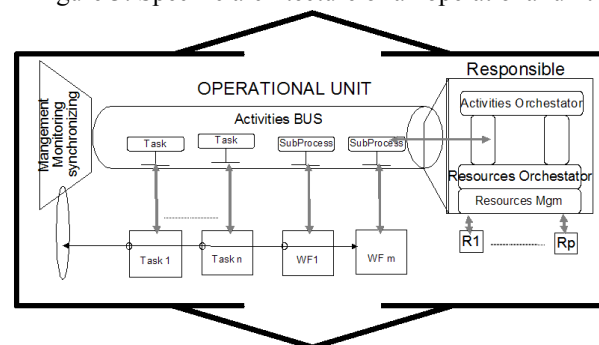 Figure Specific architecture of an operational unit
Responsible
OPERATIONAL UNIT
Activities BUS
Mangement
Monitoring
synchronizing
Activities Orchestator
Task
Task
SubProcess
SubProcess
Resources Orchestator
Resources Mgm
R1
Rp
Task 1
Task n
WF1
WF m